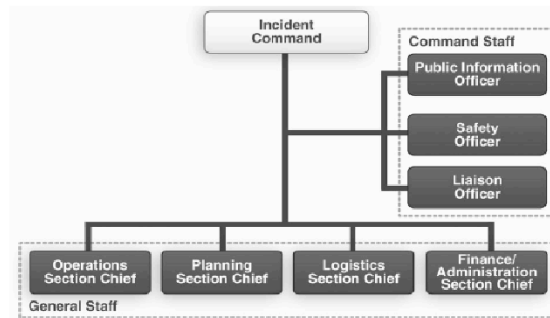 Incident
Command
Command Staff
Public Information
Officer
Safety
Officer
Liaison
Officer
Operations
Section Chief
Planning
Section Chief
Logistics
Section Chief
Finance/
Administration
Section Chief
General Staff